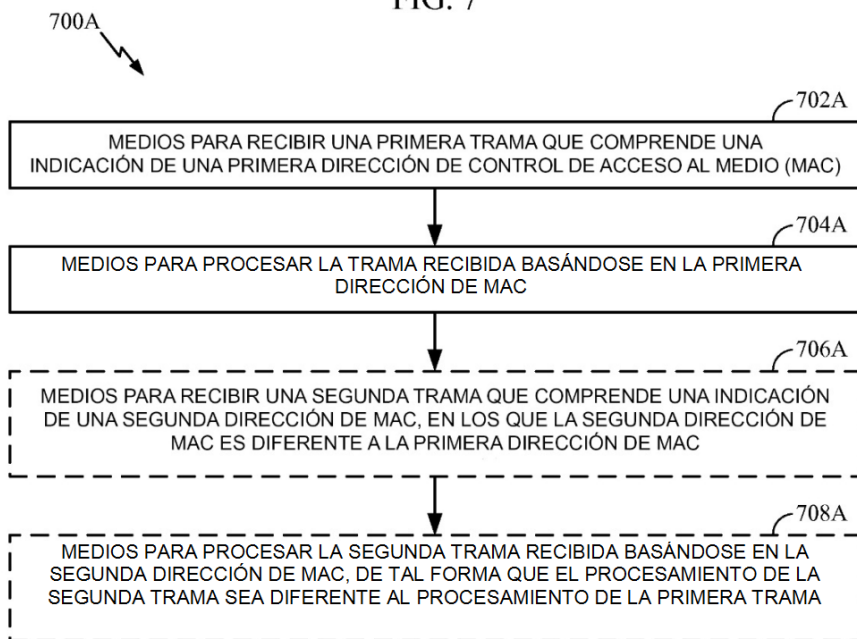 FIG. 7
700A
702A
MEDIOS PARA RECIBIR UNA PRIMERA TRAMA QUE COMPRENDE UNA
INDICACIÓN DE UNA PRIMERA DIRECCIÓN DE CONTROL DE ACCESO AL MEDIO (MAC)
704A
MEDIOS PARA PROCESAR LA TRAMA RECIBIDA BASÁNDOSE EN LA PRIMERA
DIRECCIÓN DE MAC
706A
MEDIOS PARA RECIBIR UNA SEGUNDA TRAMA QUE COMPRENDE UNA INDICACIÓN
DE UNA SEGUNDA DIRECCIÓN DE MAC, EN LOS QUE LA SEGUNDA DIRECCIÓN DE
MAC ES DIFERENTE A LA PRIMERA DIRECCIÓN DE MAC
708A
MEDIOS PARA PROCESAR LA SEGUNDA TRAMA RECIBIDA BASÁNDOSE EN LA
SEGUNDA DIRECCIÓN DE MAC, DE TAL FORMA QUE EL PROCESAMIENTO DE LA
SEGUNDA TRAMA SEA DIFERENTE AL PROCESAMIENTO DE LA PRIMERA TRAMA